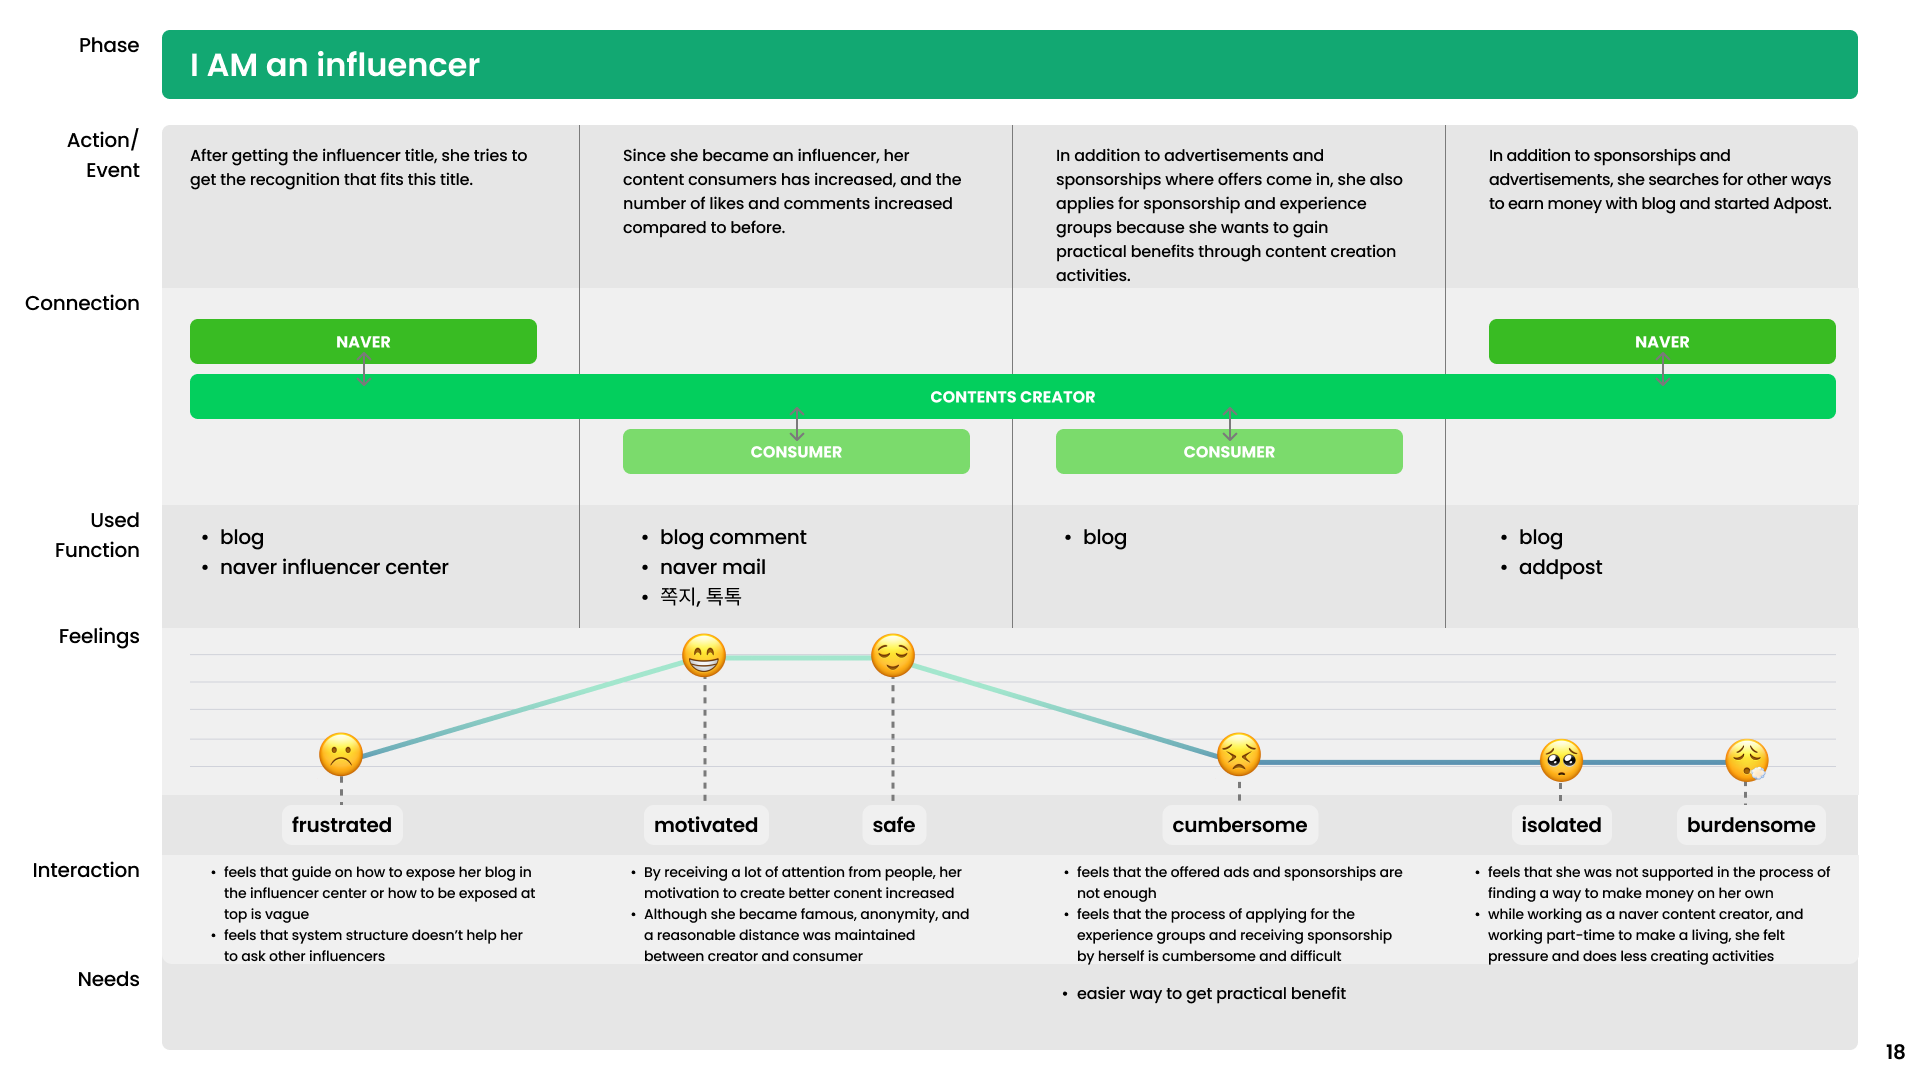 Phase
I AM an influencer
Action/
Event
After getting the influencer title, she tries to
get the recognition that fits this title.
Since she became an influencer, her
content consumers has increased, and the
number of likes and comments increased
compared to before.
In addition to advertisements and
sponsorships where offers come in, she also
applies for sponsorship and experience
groups because she wants to gain
practical benefits through content creation
activities.
In addition to sponsorships and
advertisements, she searches for other ways
to earn money with blog and started Adpost.
Connection
NAVER
NAVER
CONTENTS CREATOR
CONSUMER
CONSUMER
Used
Function
• blog
• naver influencer center
• blog comment
• naver mail
• 쪽지, 톡톡
• blog
• blog
• addpost
Feelings
frustrated
motivated
safe
cumbersome
isolated
burdensome
Interaction
• feels that guide on how to expose her blog in
the influencer center or how to be exposed at
top is vague
• feels that system structure doesn’t help her
to ask other influencers
• By receiving a lot of attention from people, her
motivation to create better conent increased
• Although she became famous, anonymity, and
a reasonable distance was maintained
between creator and consumer
• feels that the offered ads and sponsorships are
not enough
• feels that the process of applying for the
experience groups and receiving sponsorship
by herself is cumbersome and difficult
• feels that she was not supported in the process of
finding a way to make money on her own
• while working as a naver content creator, and
working part-time to make a living, she felt
pressure and does less creating activities
Needs
• easier way to get practical benefit
18